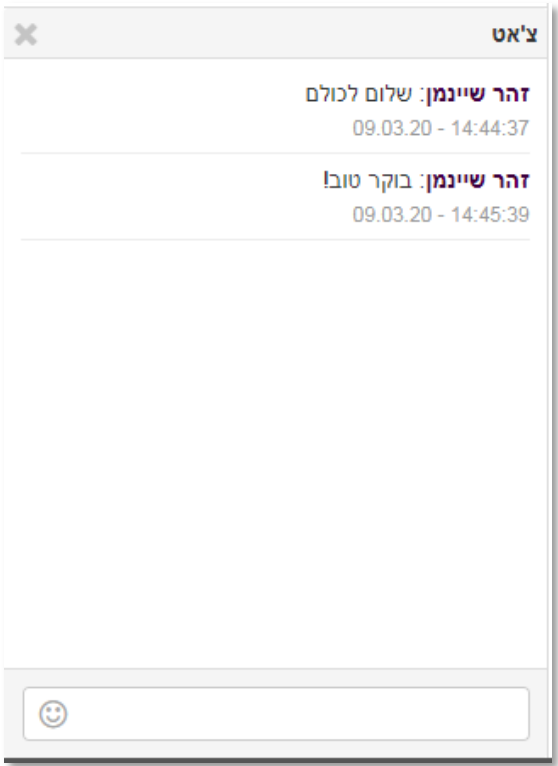 צ'אט
זהר שיינמן: שלום לכולם
09.03.20 - 14:44:37
זהר שיינמן: בוקר טוב!
09.03.20 - 14:45:39